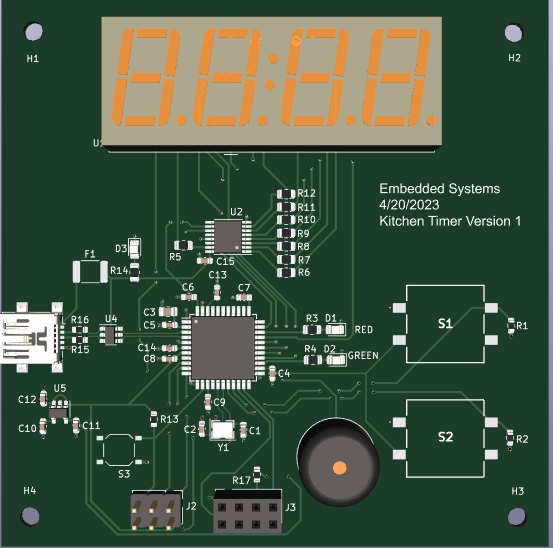 H1
H2
U1
Embedded Systems
4/20/2023
Kitchen Timer Version 1
R12
R11
R10
R9
R8
R7
R6
U2
R5
C15
D3
F1
R14
C13
C6
C7
R16
R15
U4
C3
C5
C14
C8
R3
D1
RED
R4
D2
GREEN
C4
S1
R1
U5
C12
C10
C11
R13
C9
C2
Y1
C1
S2
R2
S3
R17
H4
J2
J3
H3